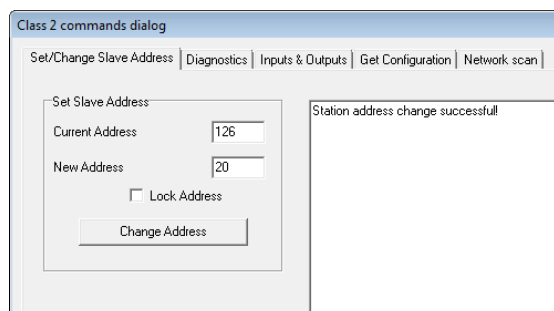 Class 2 commands dialog
Set/Change Slave Address Diagnostics Inputs & Outputs Get Configuration Network scan
Set Slave Address
Current Address 126
New Address 20
Lock Address
Change Address
Station address change successful!